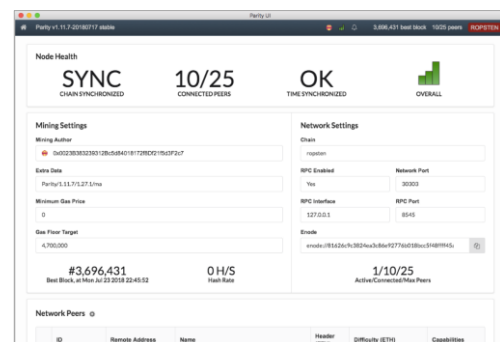 Parity UI
Parity v1.11.7-20180717 stable
3,696,431 best block 10/25 peers ROPSTEN
Node Health
SYNC
CHAIN SYNCHRONIZED
10/25
CONNECTED PEERS
OK
TIME SYNCHRONIZED
OVERALL
Mining Settings
Network Settings
Mining Author
Chain
ropsten
Extra Data
RPC Enabled
Network Port
Parity/1.11.7/1.27.1/ma
Yes
30303
Minimum Gas Price
RPC Interface
RPC Port
0
127.0.0.1
8545
Gas Floor Target
Enode
4,700,000
#3,696,431
Best Block, at Mon Jul 23 2018 22:45:52
0 H/S
Hash Rate
1/10/25
Active/Connected/Max Peers
Network Peers
ID
Remote Address
Name
Header
Difficulty (ETH)
Capabilities